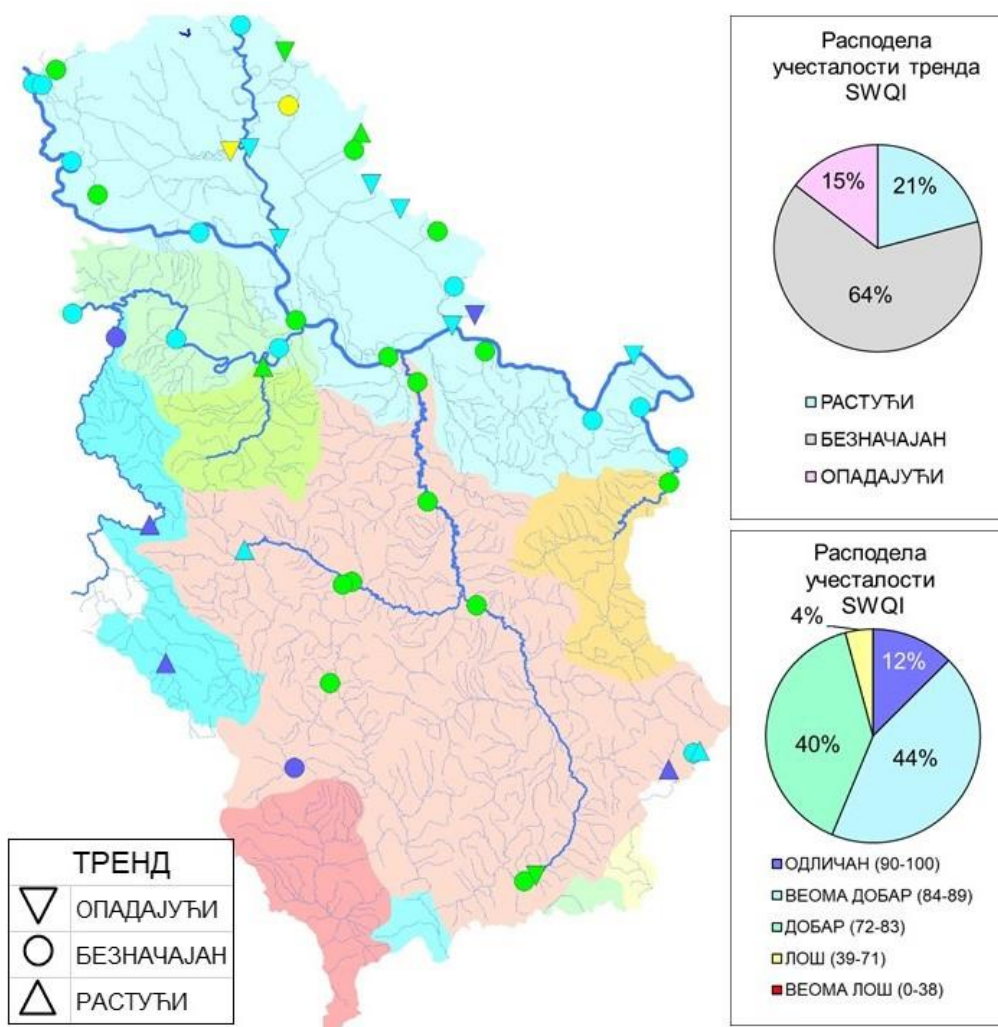 Расподела
учесталости тренда
SWQI
15%
21%
64%
РАСТУЋИ
БЕЗНАЧАЈАН
ОПАДАЈУЋИ
Расподела
учесталости
SWQI
4%
12%
40%
44%
ОДЛИЧАН (90-100)
ВЕОМА ДОБАР (84-89)
ДОБАР (72-83)
ЛОШ (39-71)
ВЕОМА ЛОШ (0-38)
ТРЕНД
ОПАДАЈУЋИ
БЕЗНАЧАЈАН
РАСТУЋИ